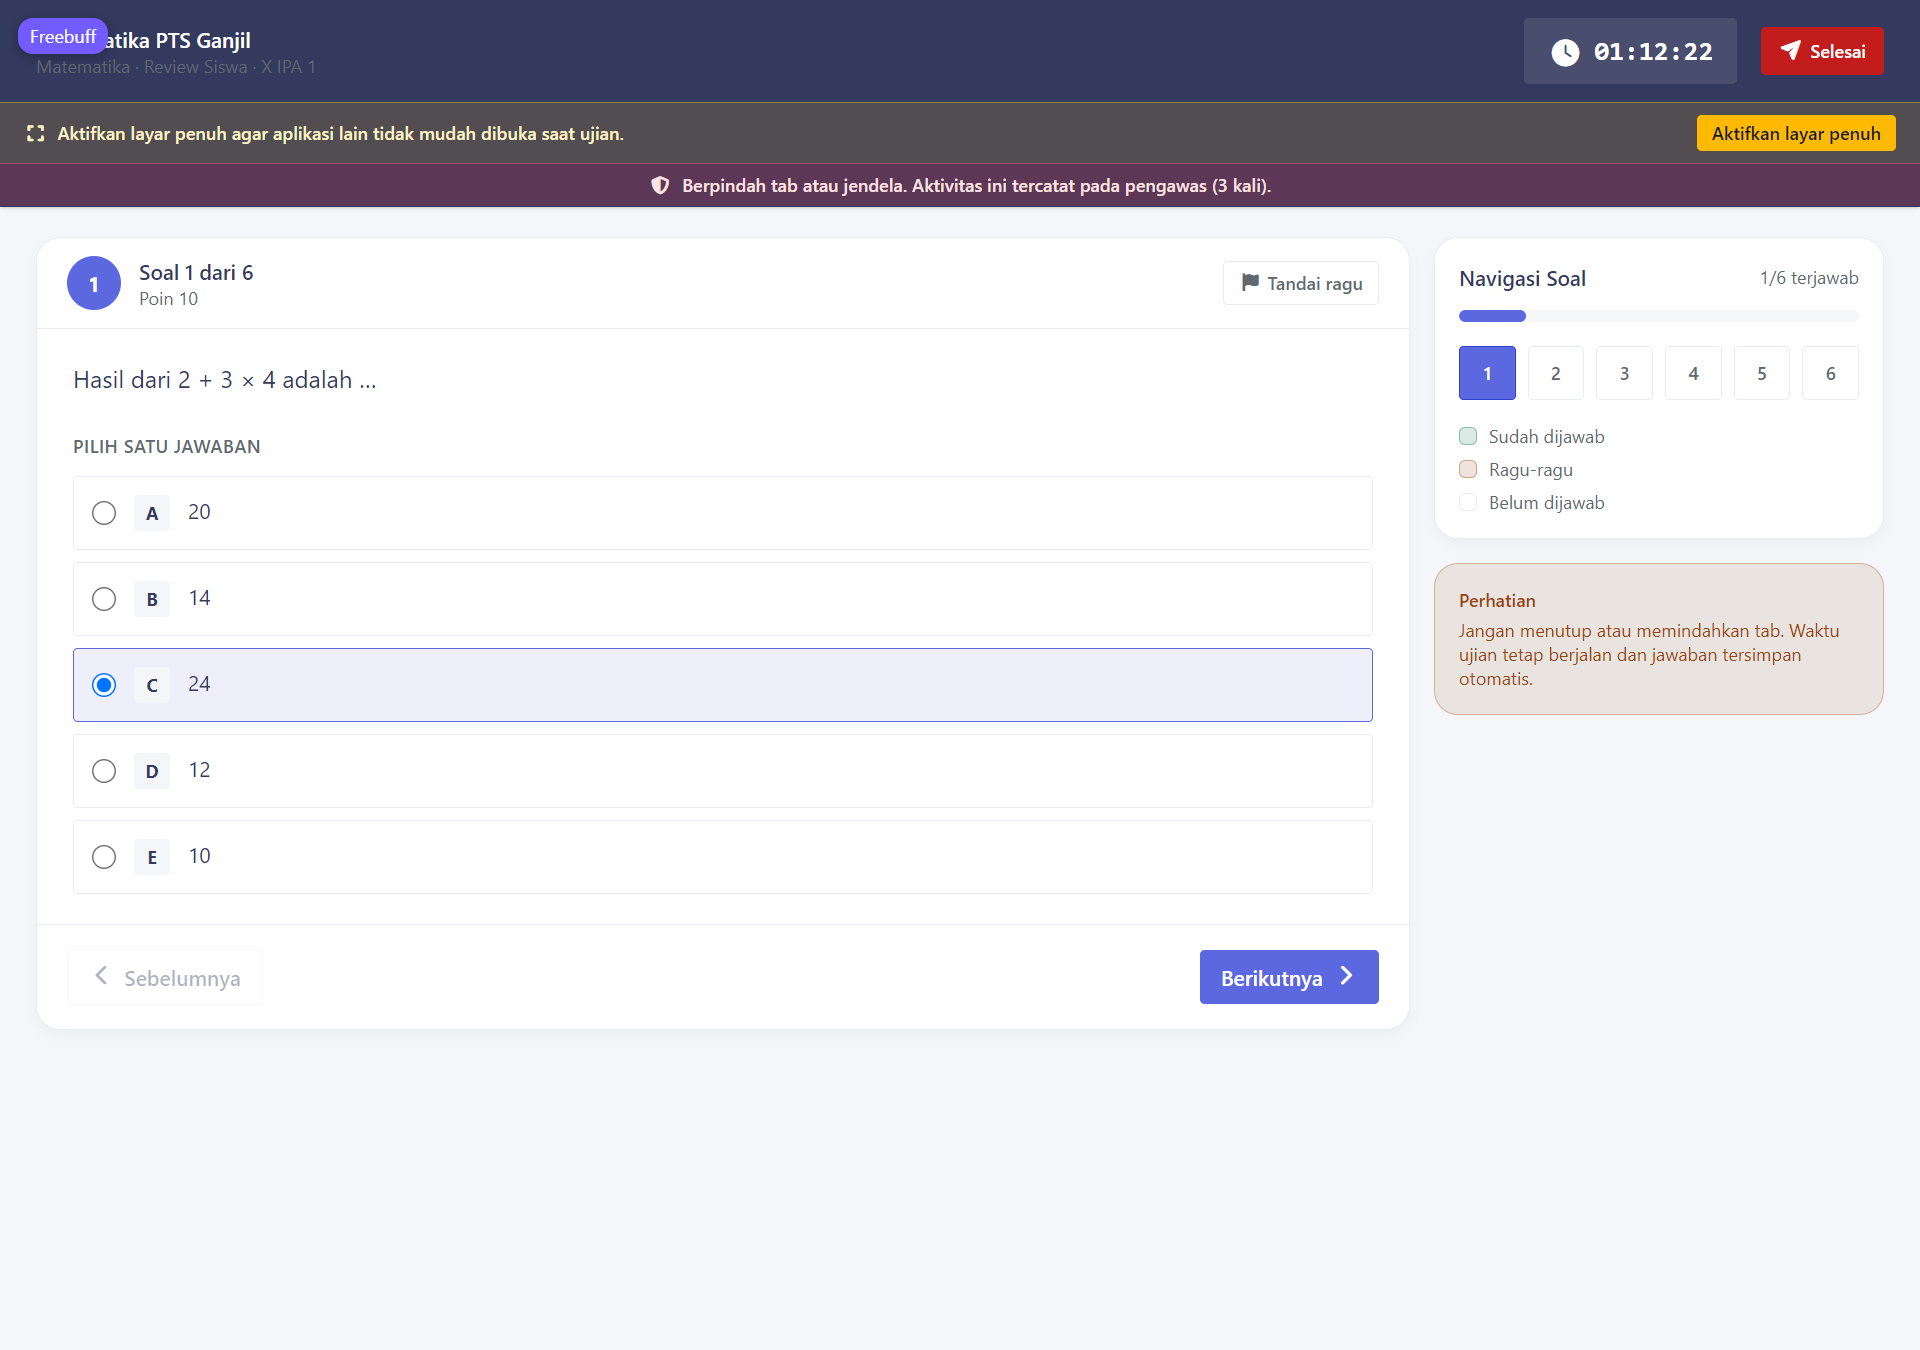 Freebuff
atika PTS Ganjil
Matematika · Review Siswa · X IPA 1
01:12:22
Selesai
Aktifkan layar penuh agar aplikasi lain tidak mudah dibuka saat ujian.
Aktifkan layar penuh
Berpindah tab atau jendela. Aktivitas ini tercatat pada pengawas (3 kali).
1
Soal 1 dari 6
Poin 10
Tandai ragu
Hasil dari 2 + 3 × 4 adalah ...
PILIH SATU JAWABAN
A 20
B 14
C 24
D 12
E 10
Sebelumnya
Berikutnya
Navigasi Soal
1/6 terjawab
1 2 3 4 5 6
Sudah dijawab
Ragu-ragu
Belum dijawab
Perhatian
Jangan menutup atau memindahkan tab. Waktu
ujian tetap berjalan dan jawaban tersimpan
otomatis.